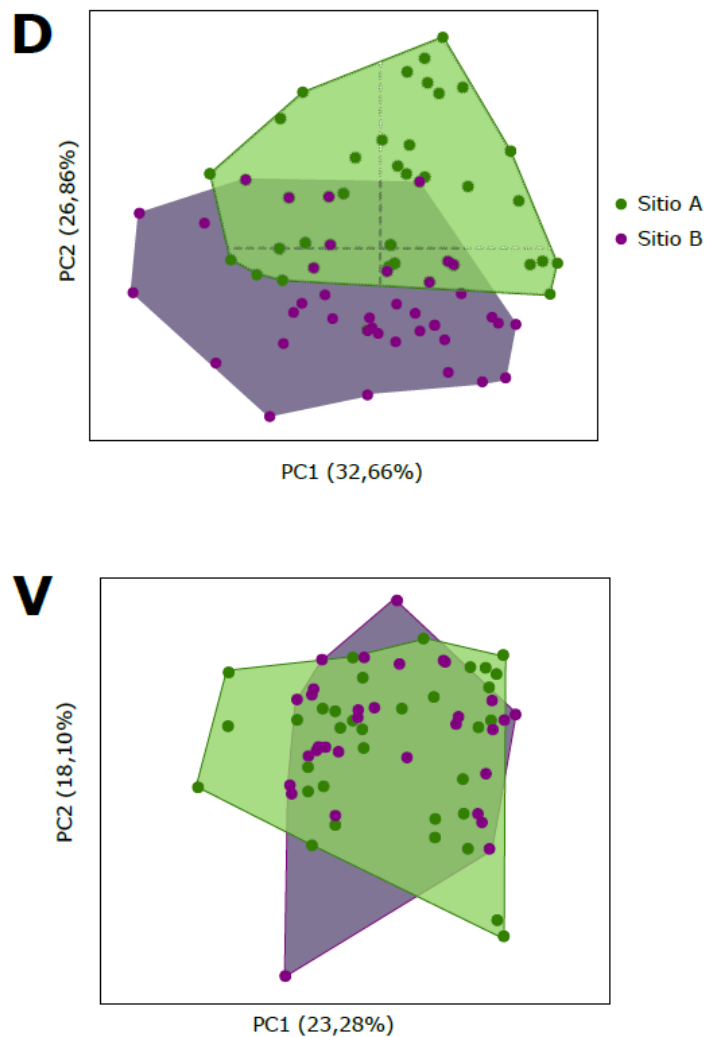 D
PC2 (26,86%)
Sitio A
Sitio B
PC1 (32,66%)
V
PC2 (18,10%)
PC1 (23,28%)